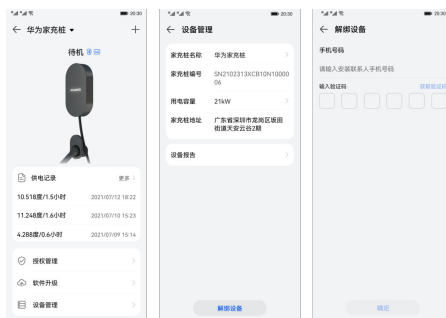 20:30
华为家充桩
待机
供电记录
更多
10.518度/1.5小时
2021/07/12 18:22
11.248度/1.6小时
2021/07/10 15:23
4.288度/0.6小时
2021/07/09 15:14
授权管理
软件升级
设备管理
20:30
设备管理
家充桩名称
华为家充桩
家充桩编号
SN2102313XCB10N10000
06
用电容量
21kW
家充桩地址
广东省深圳市龙岗区坂田
街道天安云谷2期
设备报告
解绑设备
20:30
解绑设备
手机号码
请输入安装联系人手机号码
输入验证码
获取验证码
确定